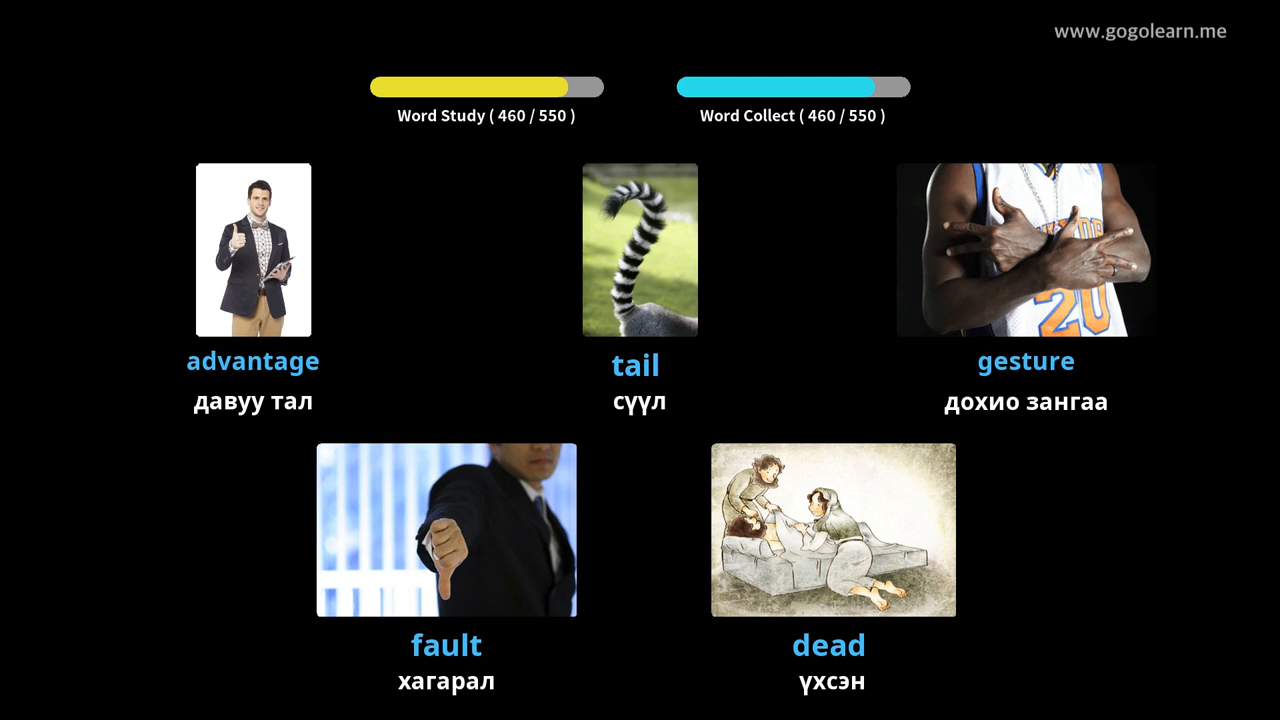 www.gogolearn.me
Word Study ( 460 / 550 )
Word Collect ( 460 / 550 )
advantage
давуу тал
tail
сүүл
20
gesture
дохио зангаа
fault
хагарал
dead
үхсэн